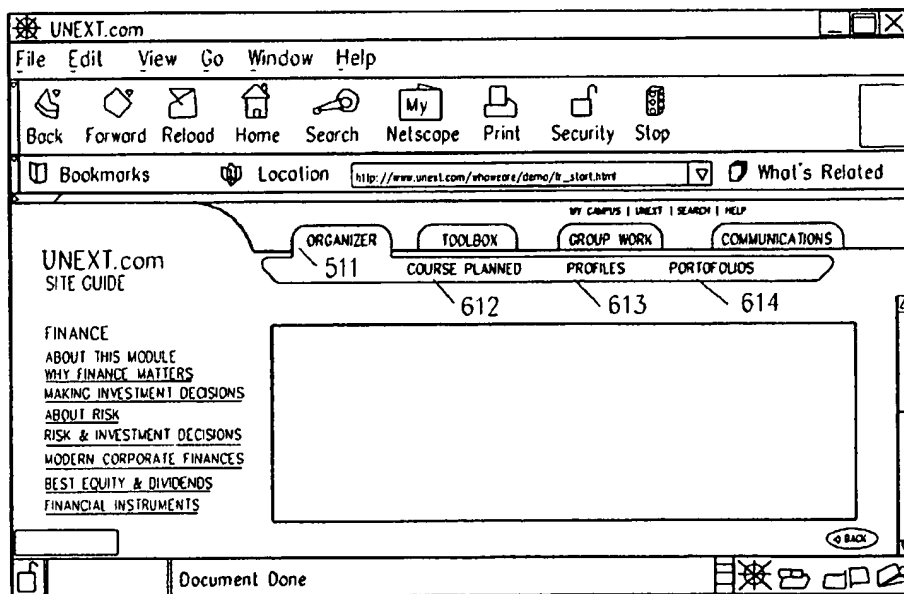 UNEXT.com
File Edit View Go Window Help
Back Forward Reload Home Search Netscape Print Security Stop
My
Bookmarks Location http://www.unext.com/whoweare/demo/fr_start.html What's Related
MY CAMPUS | UNEXT | SEARCH | HELP
ORGANIZER TOOLBOX GROUP WORK COMMUNICATIONS
511 COURSE PLANNED PROFILES PORTOFOLIOS
612 613 614
UNEXT.com
SITE GUIDE
FINANCE
ABOUT THIS MODULE
WHY FINANCE MATTERS
MAKING INVESTMENT DECISIONS
ABOUT RISK
RISK & INVESTMENT DECISIONS
MODERN CORPORATE FINANCES
BEST EQUITY & DIVIDENDS
FINANCIAL INSTRUMENTS
BACK
Document Done